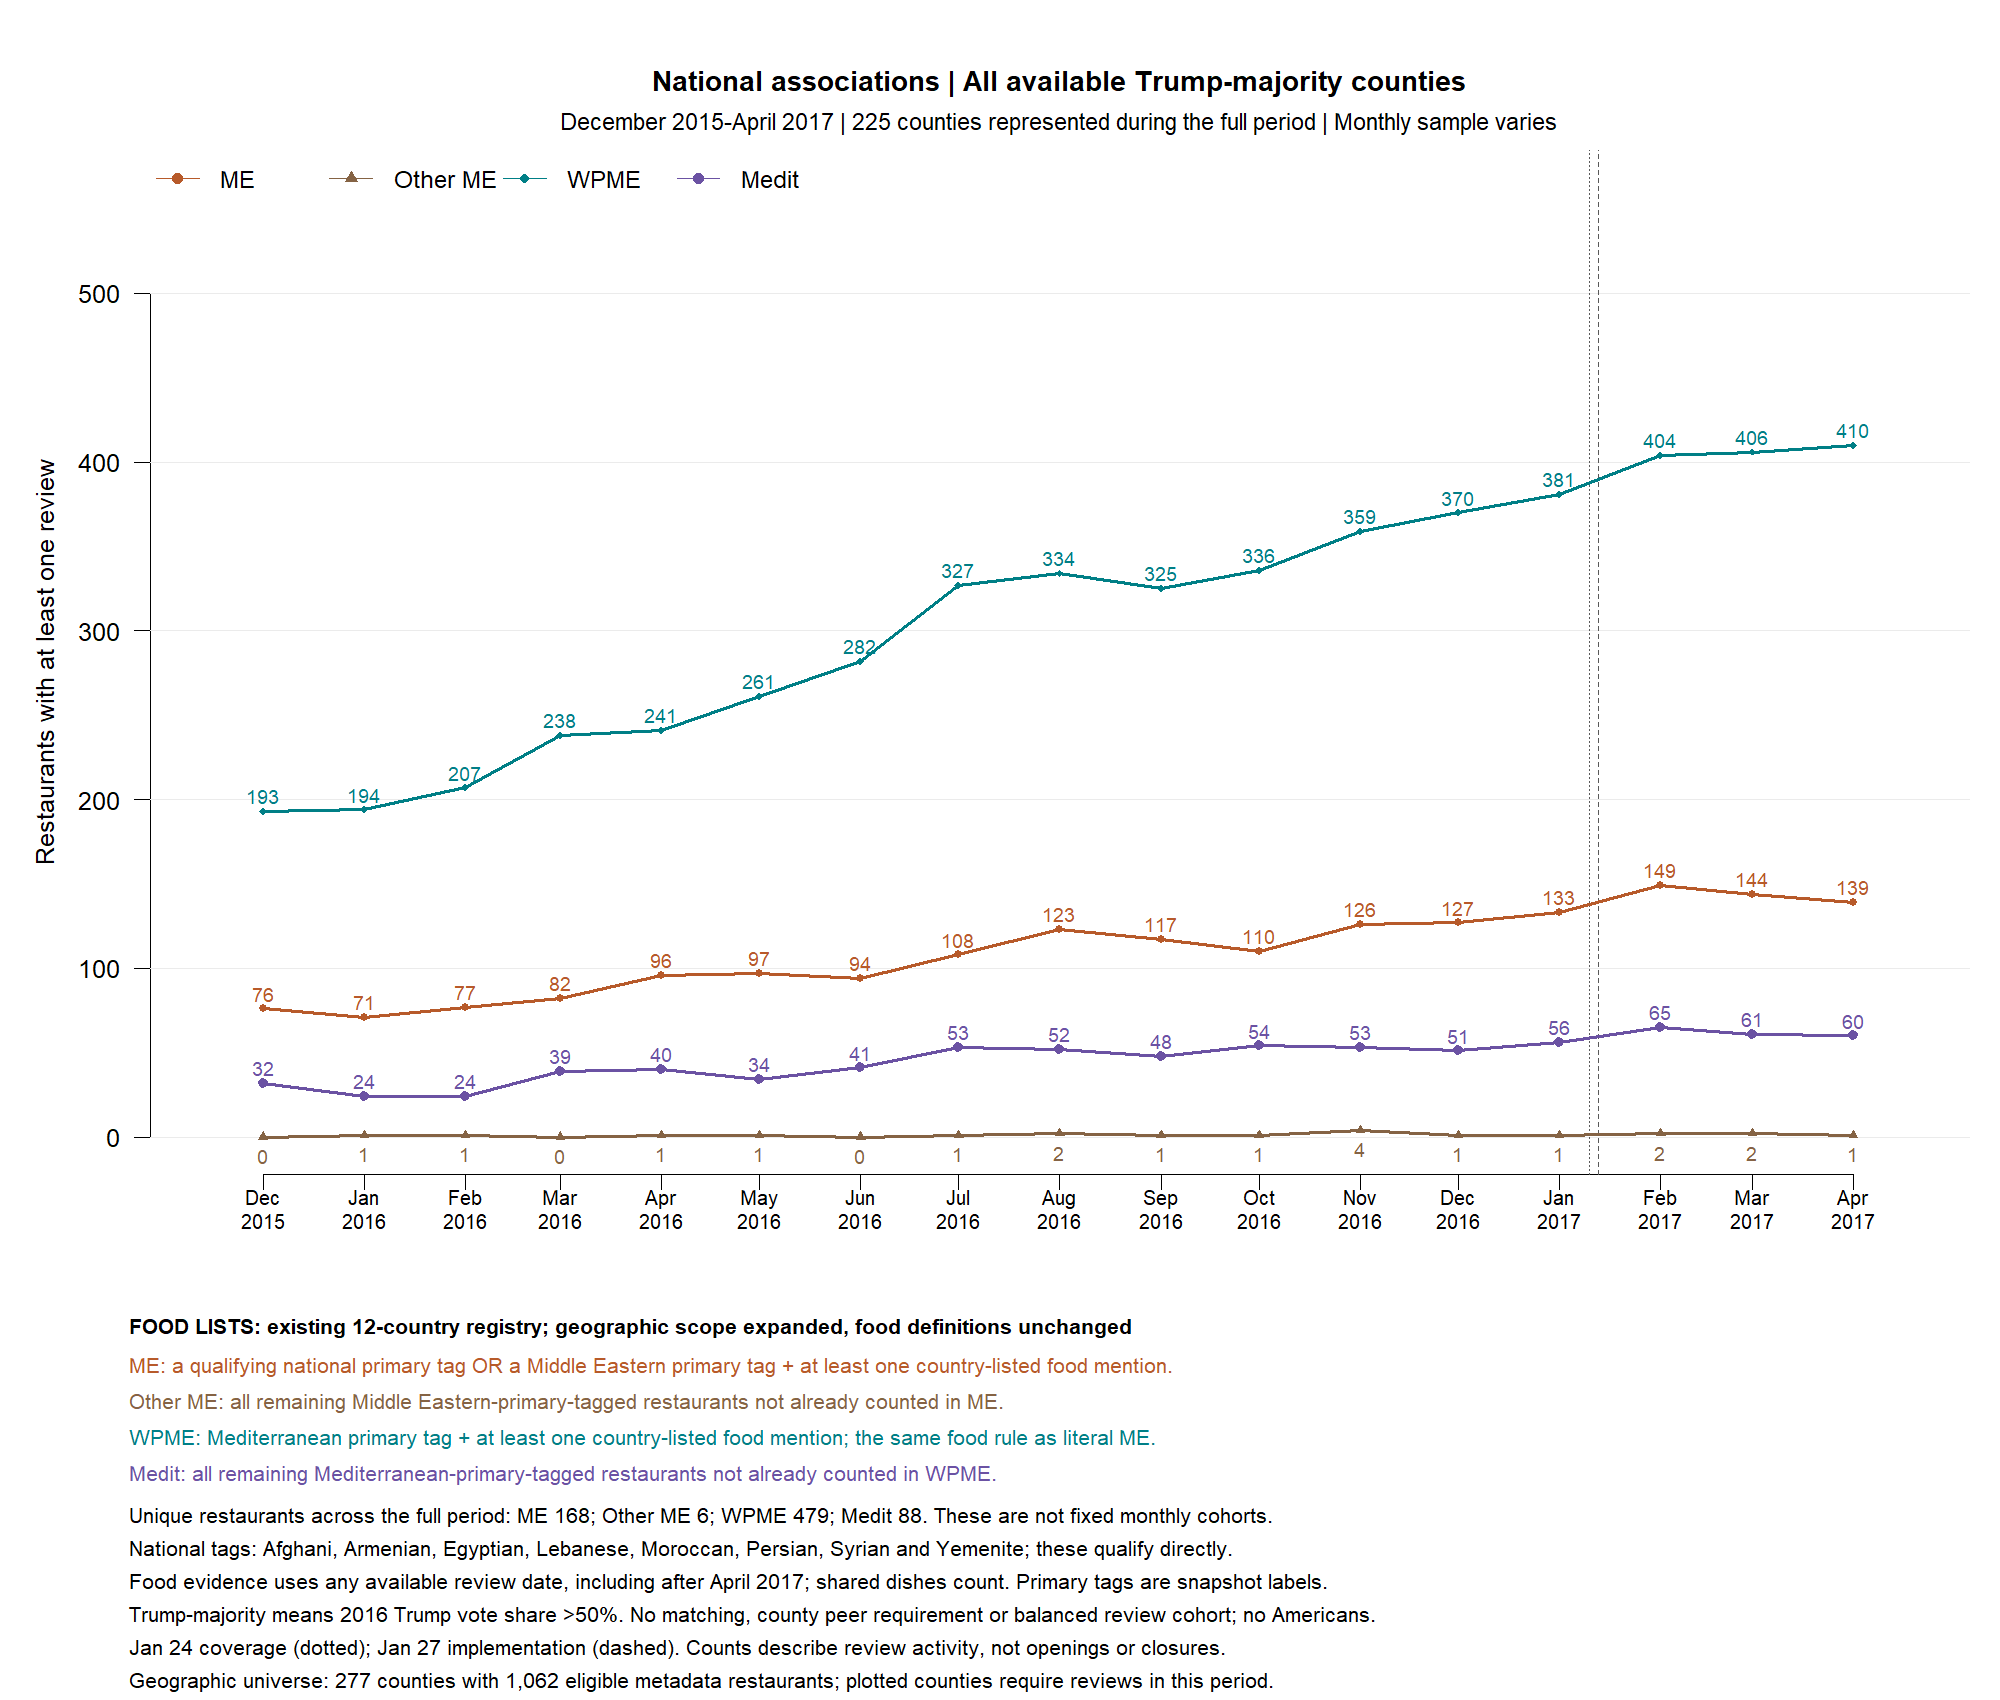 National associations | All available Trump-majority counties
December 2015-April 2017 | 225 counties represented during the full period | Monthly sample varies
ME Other ME WPME Medit
Restaurants with at least one review
500
400
300
200
100
0
193 194 207 238 241 261 282 327 334 325 336 359 370 381 404 406 410
76 71 77 82 96 97 94 108 123 117 110 126 127 133 149 144 139
32 24 24 39 40 34 41 53 52 48 54 53 51 56 65 61 60
0 1 1 0 1 1 0 1 2 1 1 4 1 1 2 2 1
Dec Jan Feb Mar Apr May Jun Jul Aug Sep Oct Nov Dec Jan Feb Mar Apr
2015 2016 2016 2016 2016 2016 2016 2016 2016 2016 2016 2016 2016 2017 2017 2017 2017
FOOD LISTS: existing 12-country registry; geographic scope expanded, food definitions unchanged
ME: a qualifying national primary tag OR a Middle Eastern primary tag + at least one country-listed food mention.
Other ME: all remaining Middle Eastern-primary-tagged restaurants not already counted in ME.
WPME: Mediterranean primary tag + at least one country-listed food mention; the same food rule as literal ME.
Medit: all remaining Mediterranean-primary-tagged restaurants not already counted in WPME.
Unique restaurants across the full period: ME 168; Other ME 6; WPME 479; Medit 88. These are not fixed monthly cohorts.
National tags: Afghani, Armenian, Egyptian, Lebanese, Moroccan, Persian, Syrian and Yemenite; these qualify directly.
Food evidence uses any available review date, including after April 2017; shared dishes count. Primary tags are snapshot labels.
Trump-majority means 2016 Trump vote share >50%. No matching, county peer requirement or balanced review cohort; no Americans.
Jan 24 coverage (dotted); Jan 27 implementation (dashed). Counts describe review activity, not openings or closures.
Geographic universe: 277 counties with 1,062 eligible metadata restaurants; plotted counties require reviews in this period.